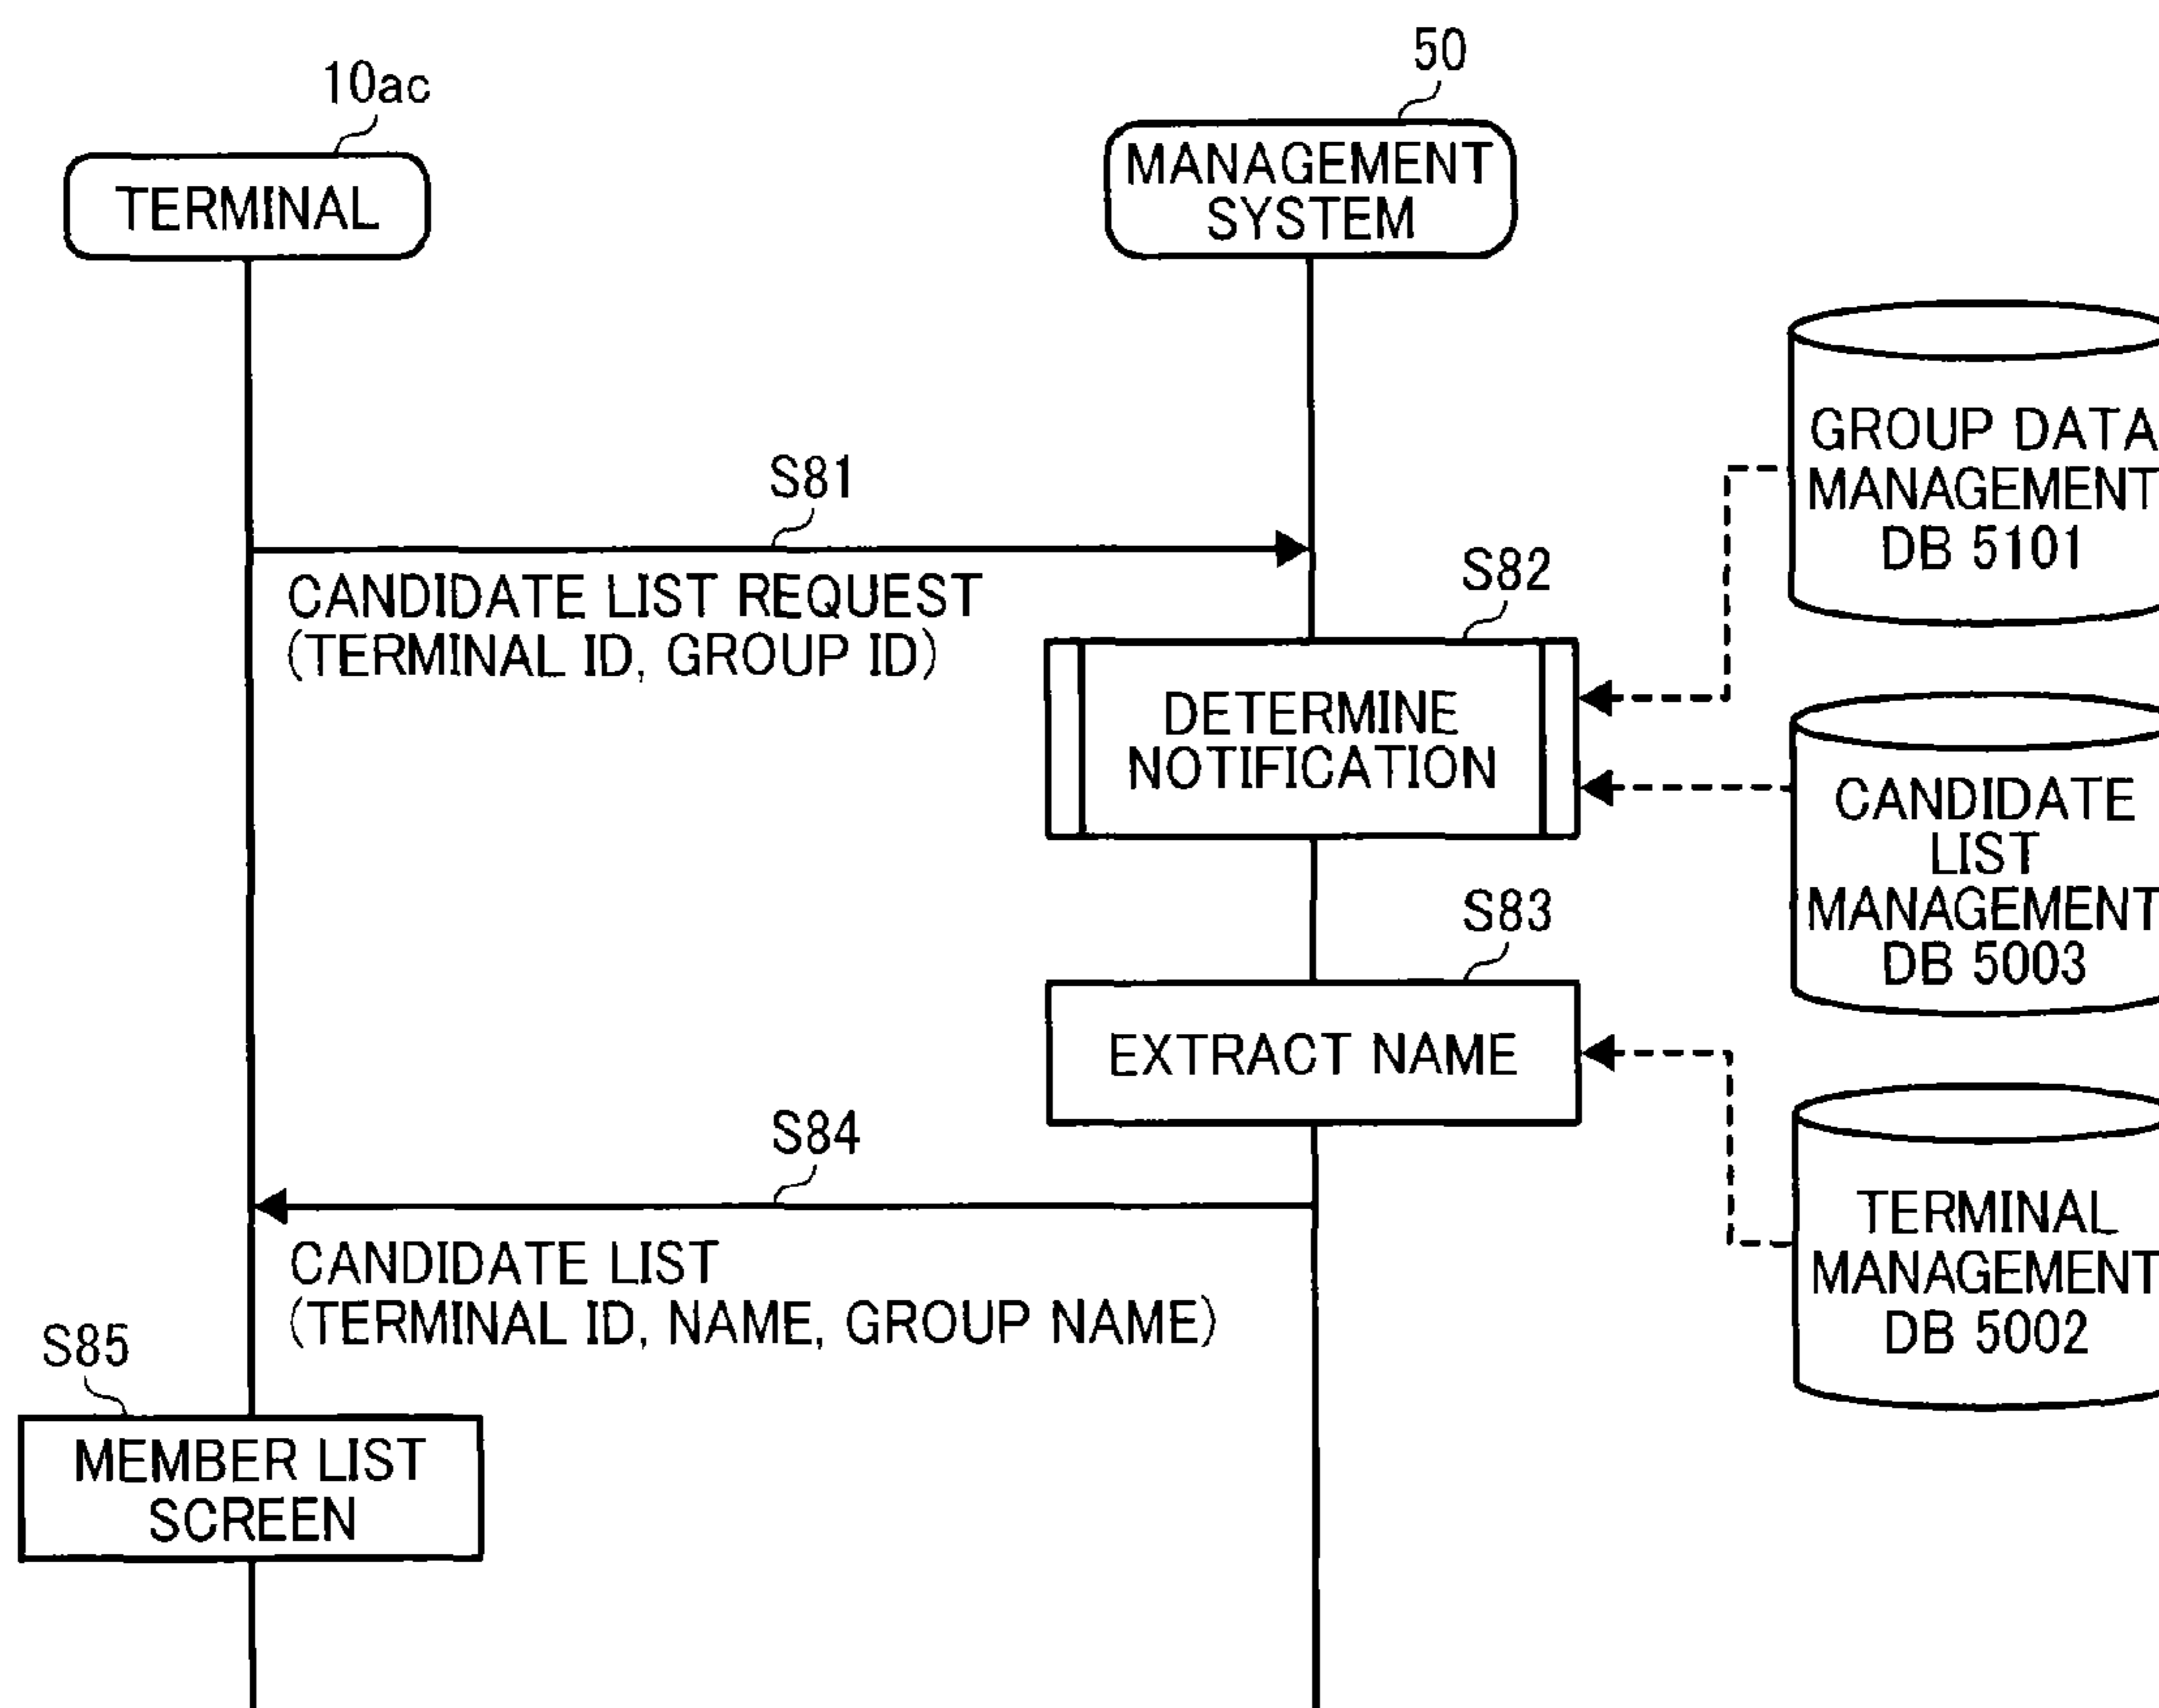 10ac
50
TERMINAL
MANAGEMENT
SYSTEM
GROUP DATA
MANAGEMENT
DB 5101
S81
CANDIDATE LIST REQUEST
(TERMINAL ID, GROUP ID)
S82
DETERMINE
NOTIFICATION
CANDIDATE
LIST
MANAGEMENT
DB 5003
S83
EXTRACT NAME
S84
CANDIDATE LIST
(TERMINAL ID, NAME, GROUP NAME)
TERMINAL
MANAGEMENT
DB 5002
S85
MEMBER LIST
SCREEN